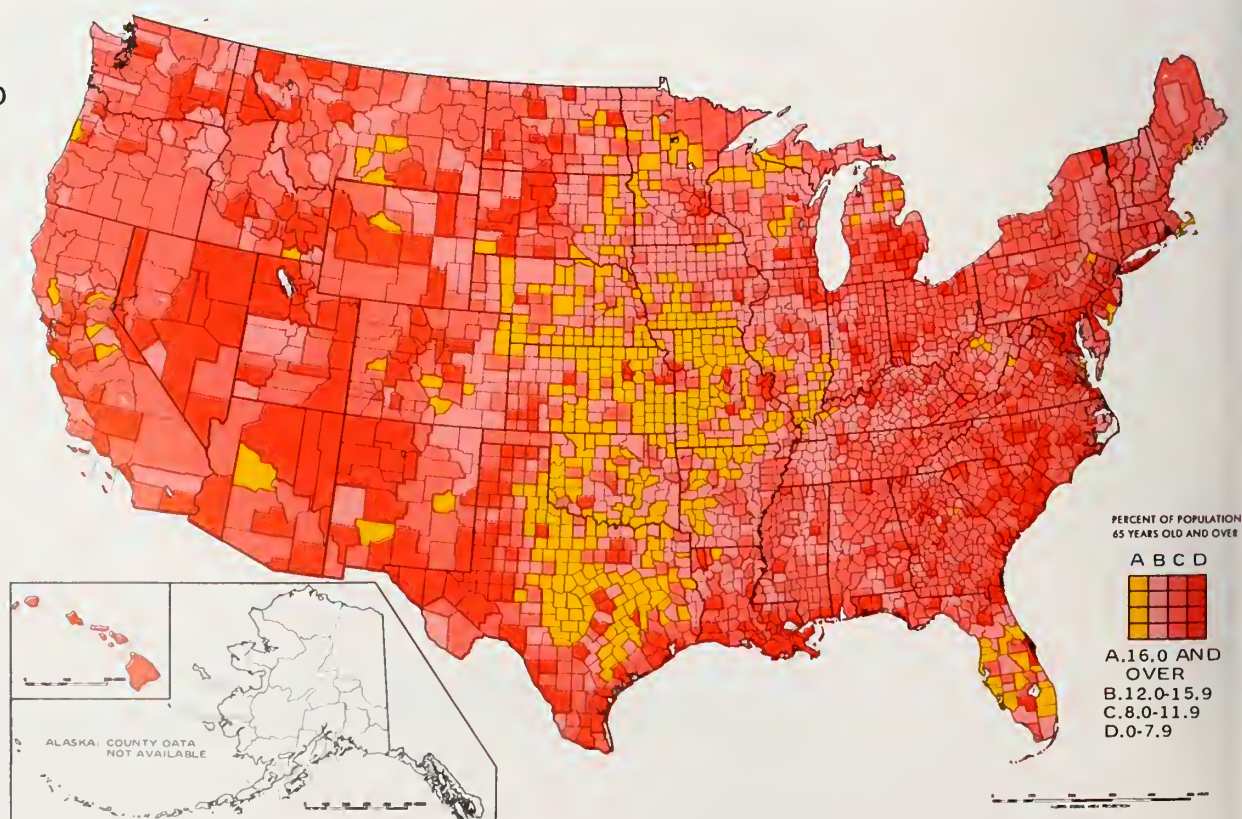 PERCENT OF POPULATION
65 YEARS OLD AND OVER
A B C D
A.16.0 AND
OVER
B.12.0-15.9
C.8.0-11.9
D.0-7.9
ALASKA: COUNTY DATA
NOT AVAILABLE